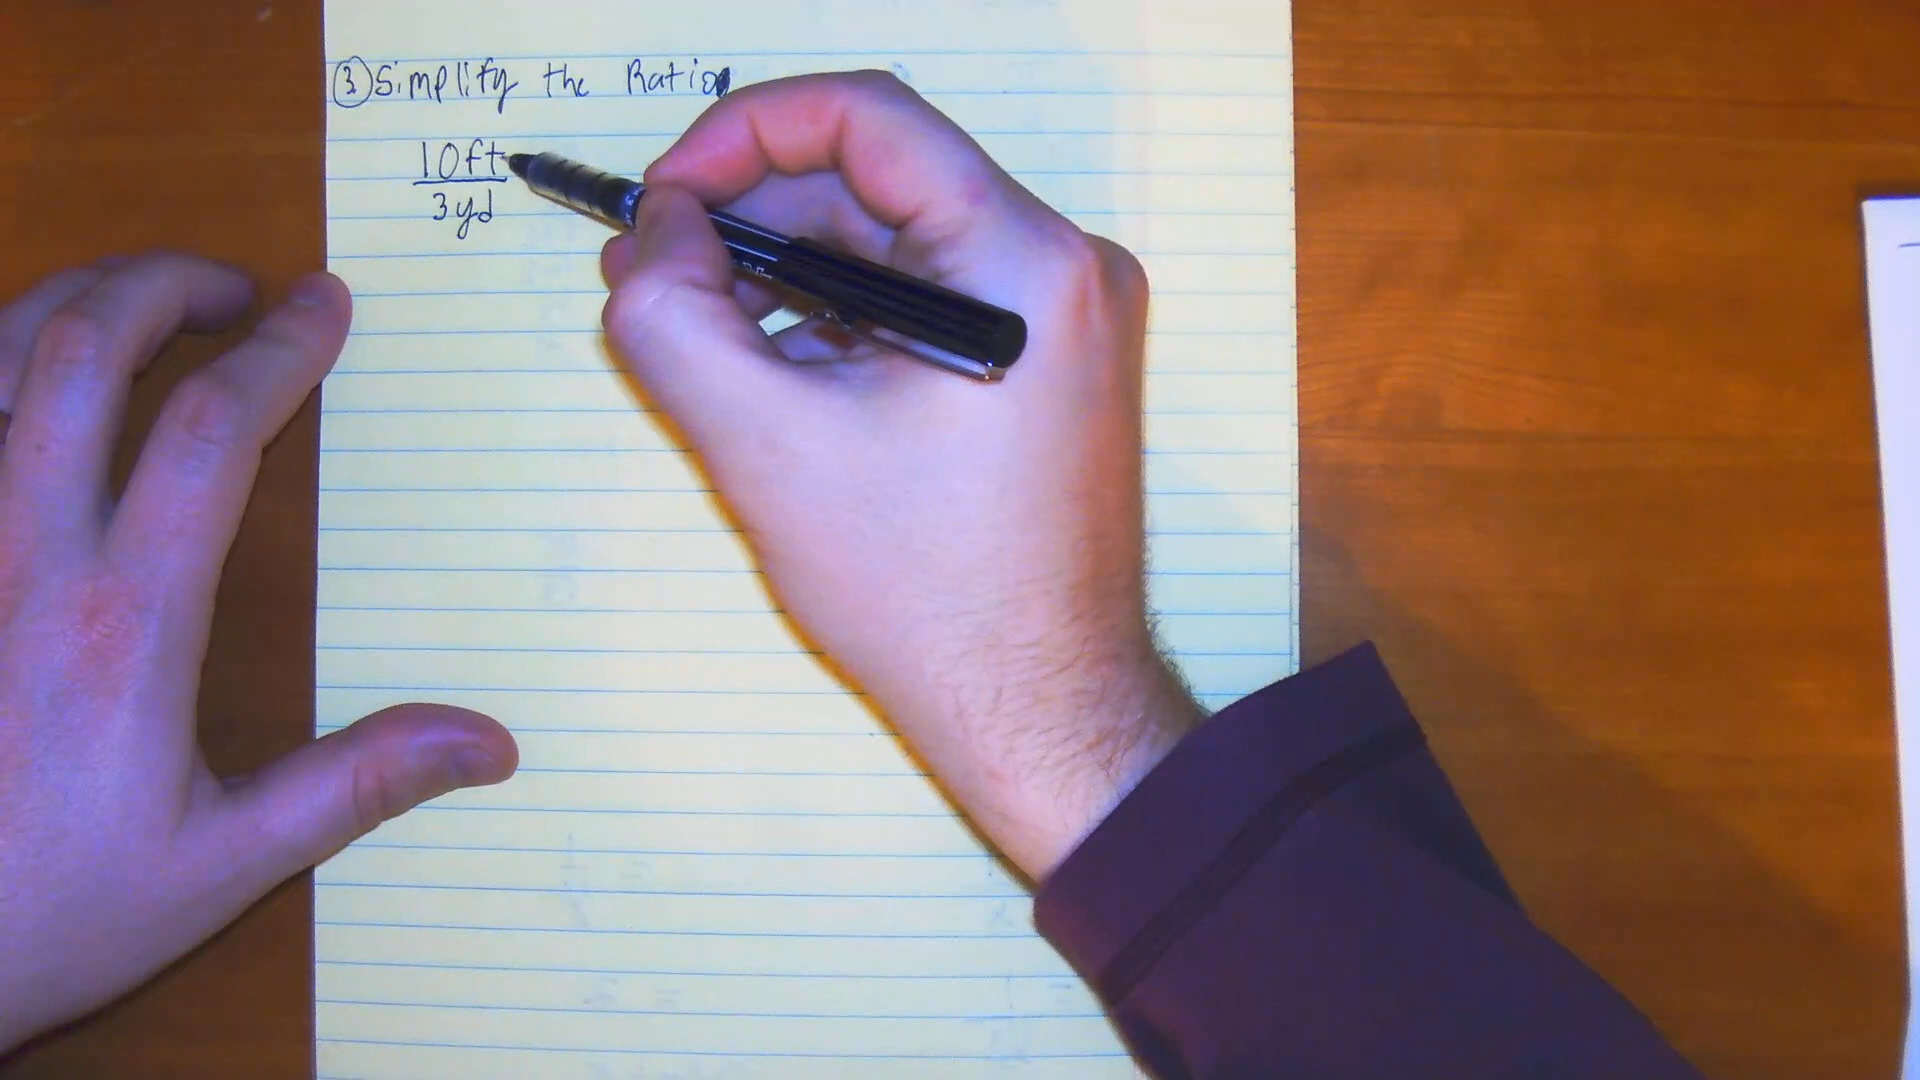 ③ Simplify the Ratio
10ft
3yd